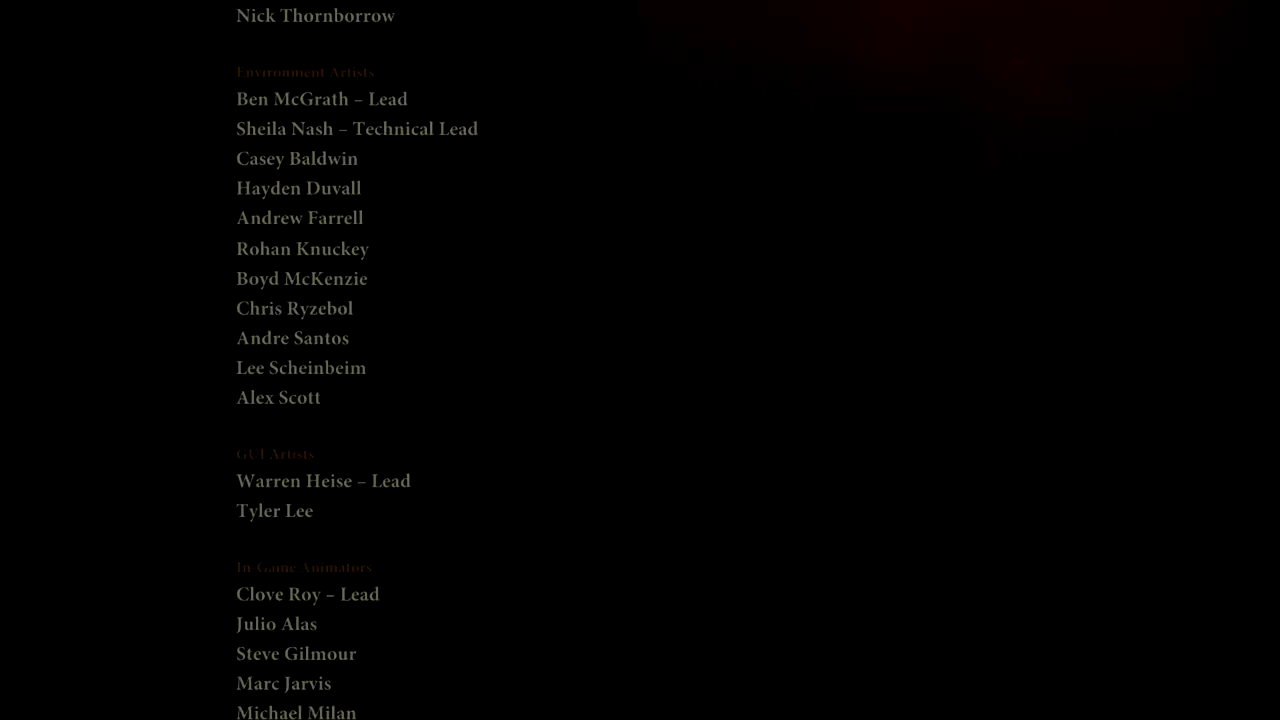 Nick Thornborrow
Environment Artists
Ben McGrath – Lead
Sheila Nash – Technical Lead
Casey Baldwin
Hayden Duvall
Andrew Farrell
Rohan Knuckey
Boyd McKenzie
Chris Ryzebol
Andre Santos
Lee Scheinbeim
Alex Scott
GUI Artists
Warren Heise – Lead
Tyler Lee
In-Game Animators
Clove Roy – Lead
Julio Alas
Steve Gilmour
Marc Jarvis
Michael Milan